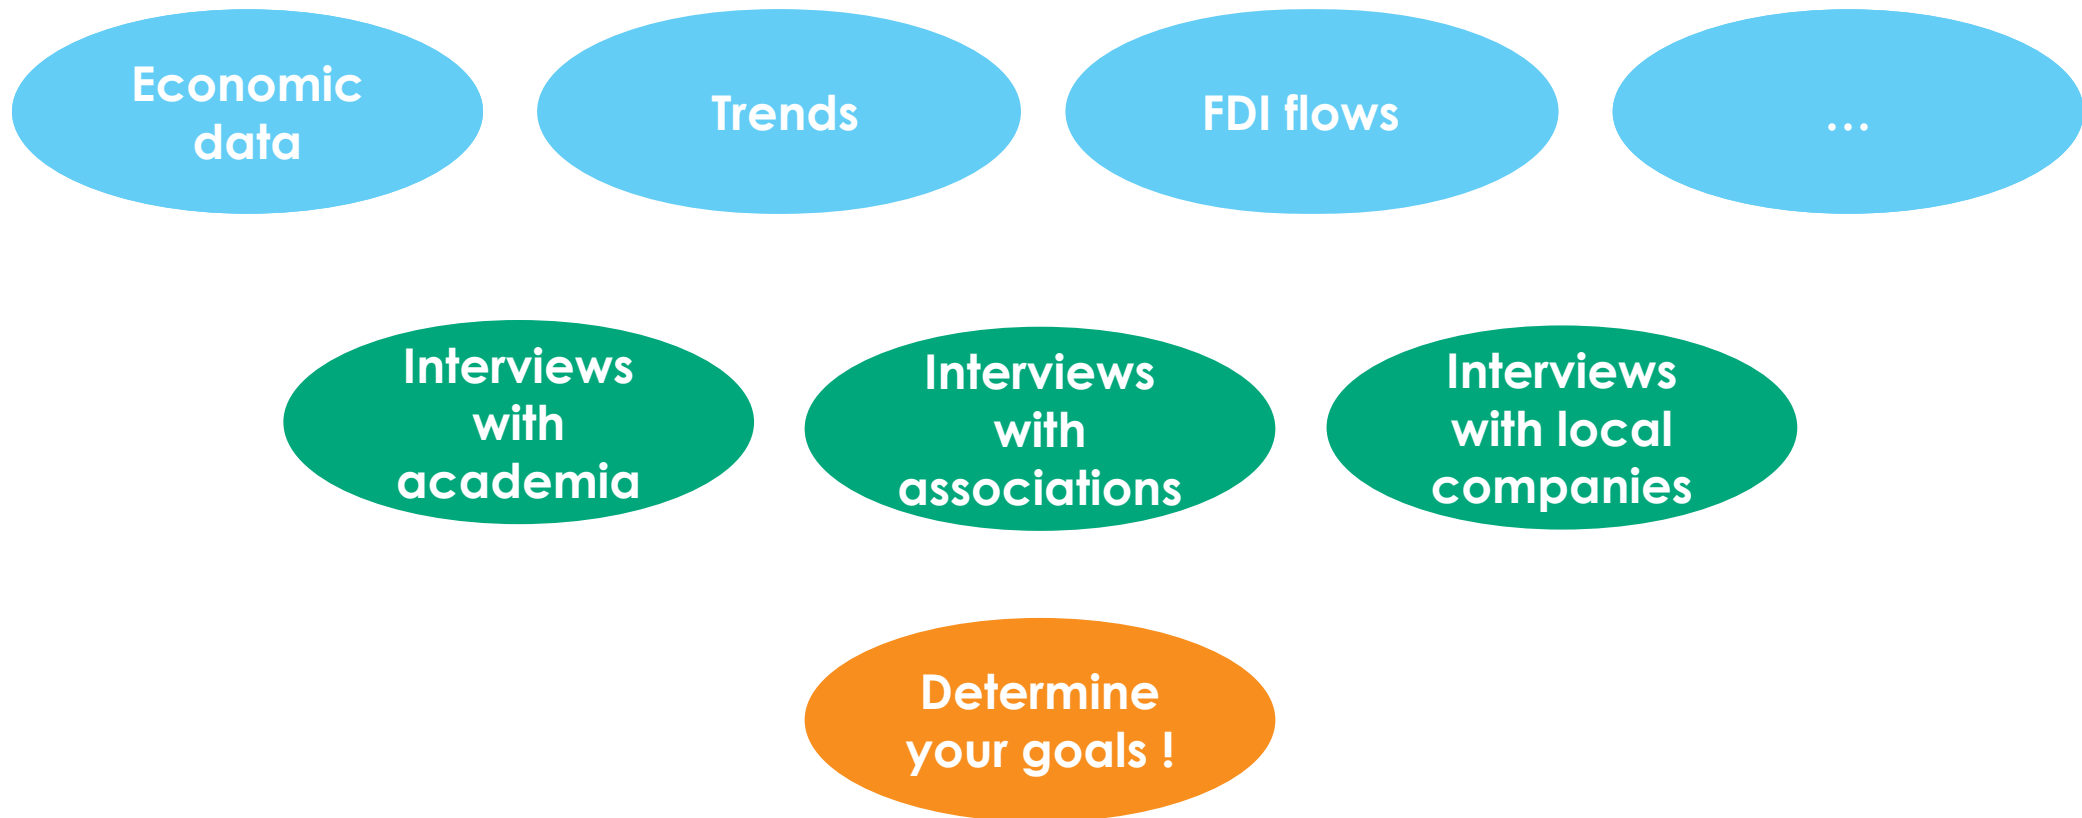 Economic
data
Trends
FDI flows
…
Interviews
with
academia
Interviews
with
associations
Interviews
with local
companies
Determine
your goals !